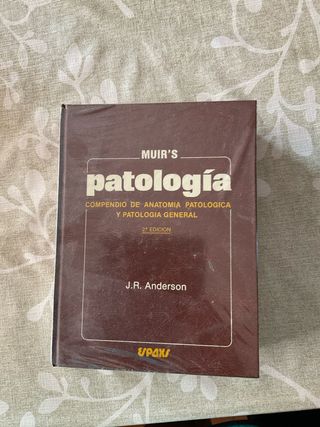 MUIR'S
patología
COMPENDIO DE ANATOMIA PATOLOGICA
Y PATOLOGIA GENERAL
2ª EDICION
J.R. Anderson
ESPAXS